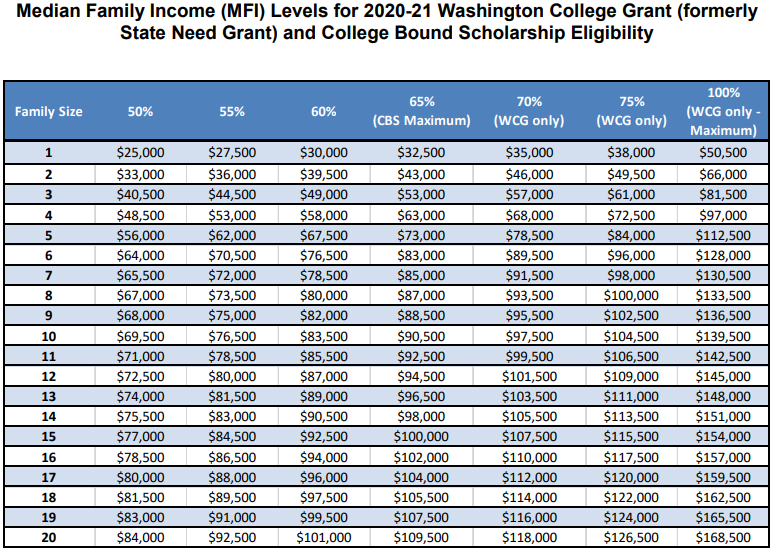 Median Family Income (MFI) Levels for 2020-21 Washington College Grant (formerly
State Need Grant) and College Bound Scholarship Eligibility
Family Size 50% 55% 60% 65% (CBS Maximum) 70% (WCG only) 75% (WCG only) 100% (WCG only - Maximum)
1 $25,000 $27,500 $30,000 $32,500 $35,000 $38,000 $50,500
2 $33,000 $36,000 $39,500 $43,000 $46,000 $49,500 $66,000
3 $40,500 $44,500 $49,000 $53,000 $57,000 $61,000 $81,500
4 $48,500 $53,000 $58,000 $63,000 $68,000 $72,500 $97,000
5 $56,000 $62,000 $67,500 $73,000 $78,500 $84,000 $112,500
6 $64,000 $70,500 $76,500 $83,000 $89,500 $96,000 $128,000
7 $65,500 $72,000 $78,500 $85,000 $91,500 $98,000 $130,500
8 $67,000 $73,500 $80,000 $87,000 $93,500 $100,000 $133,500
9 $68,000 $75,000 $82,000 $88,500 $95,500 $102,500 $136,500
10 $69,500 $76,500 $83,500 $90,500 $97,500 $104,500 $139,500
11 $71,000 $78,500 $85,500 $92,500 $99,500 $106,500 $142,500
12 $72,500 $80,000 $87,000 $94,500 $101,500 $109,000 $145,000
13 $74,000 $81,500 $89,000 $96,500 $103,500 $111,000 $148,000
14 $75,500 $83,000 $90,500 $98,000 $105,500 $113,500 $151,000
15 $77,000 $84,500 $92,500 $100,000 $107,500 $115,500 $154,000
16 $78,500 $86,500 $94,000 $102,000 $110,000 $117,500 $157,000
17 $80,000 $88,000 $96,000 $104,000 $112,000 $120,000 $159,500
18 $81,500 $89,500 $97,500 $105,500 $114,000 $122,000 $162,500
19 $83,000 $91,000 $99,500 $107,500 $116,000 $124,000 $165,500
20 $84,000 $92,500 $101,000 $109,500 $118,000 $126,500 $168,500